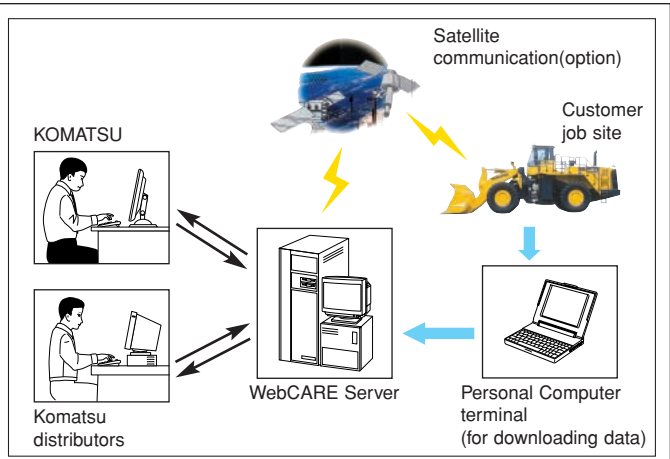 Satellite
communication(option)
Customer
job site
KOMATSU
WebCARE Server
Personal Computer
terminal
(for downloading data)
Komatsu
distributors